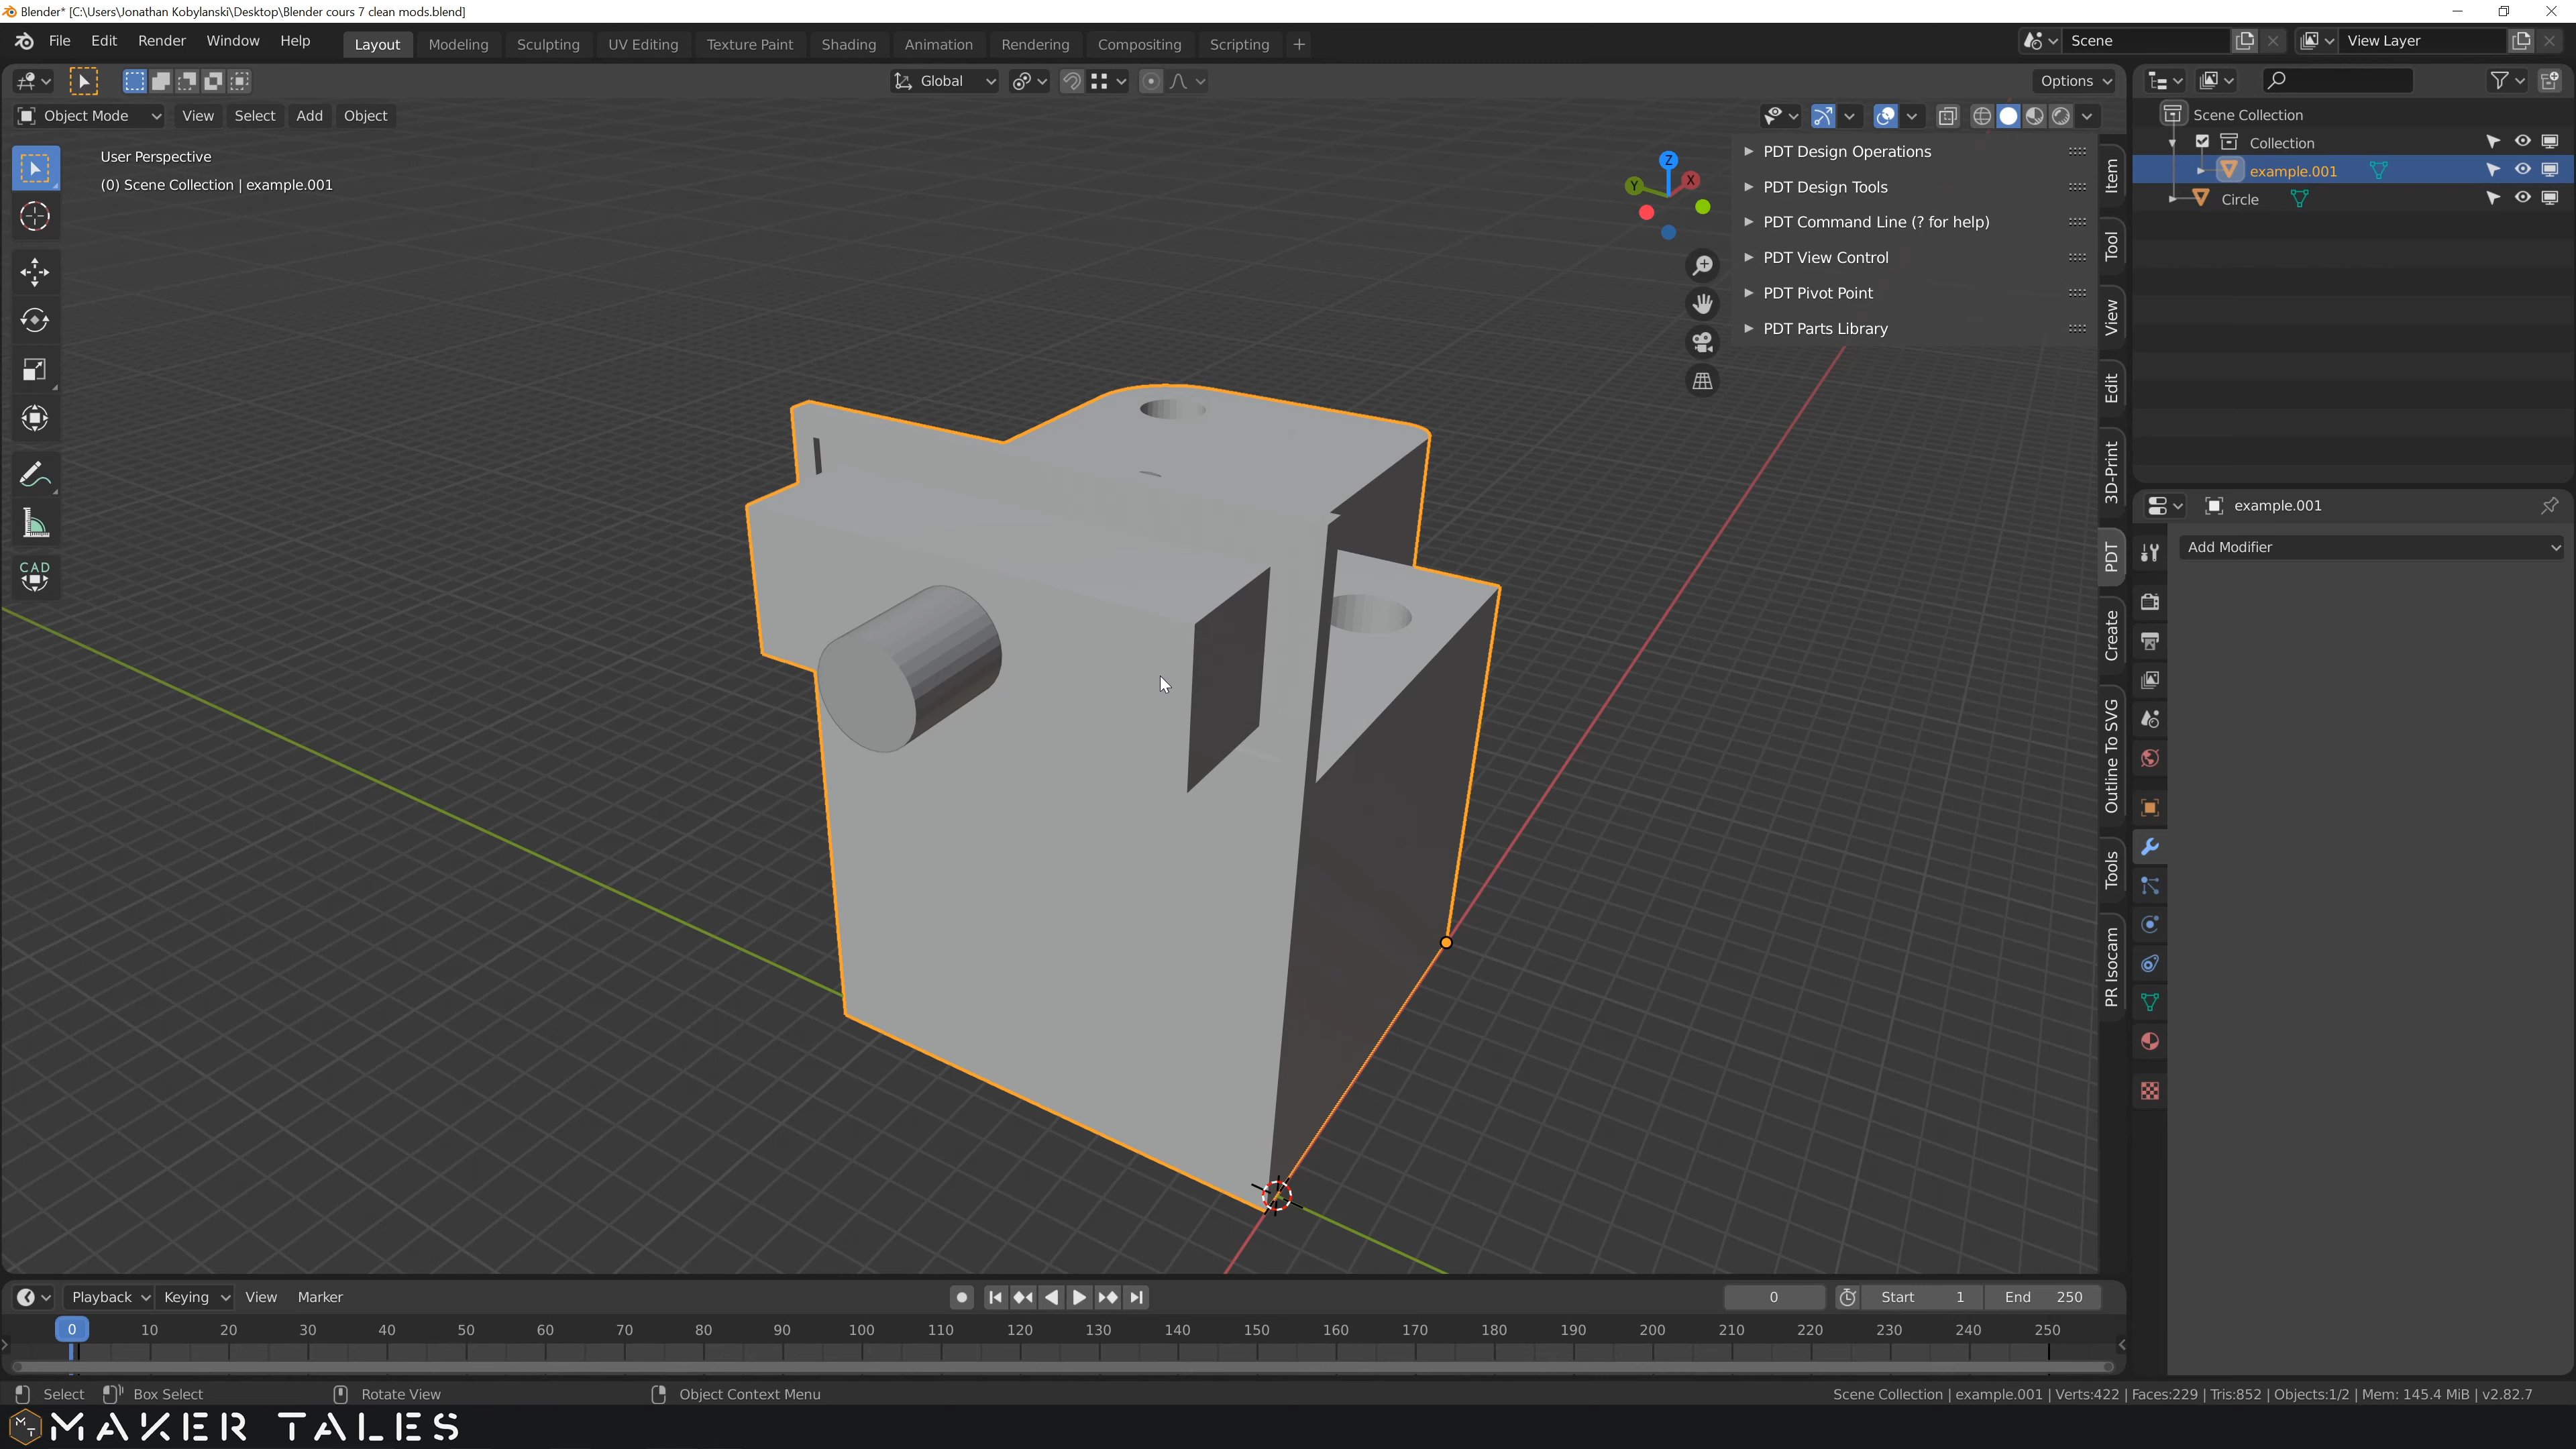 Blender* [C:\Users\Jonathan Kobylanski\Desktop\Blender cours 7 clean mods.blend]
File Edit Render Window Help Layout Modeling Sculpting UV Editing Texture Paint Shading Animation Rendering Compositing Scripting + Scene View Layer
Global Options
Object Mode View Select Add Object
User Perspective
(0) Scene Collection | example.001
Z
Y
X
PDT Design Operations
PDT Design Tools
PDT Command Line (? for help)
PDT View Control
PDT Pivot Point
PDT Parts Library
Item
Tool
View
Edit
3D-Print
PDT
Create
Outline To SVG
Tools
PR Isocam
CAD
Scene Collection
Collection
example.001
Circle
example.001
Add Modifier
Playback Keying View Marker 0 Start 1 End 250
0 10 20 30 40 50 60 70 80 90 100 110 120 130 140 150 160 170 180 190 200 210 220 230 240 250
Select Box Select Rotate View Object Context Menu Scene Collection | example.001 | Verts:422 | Faces:229 | Tris:852 | Objects:1/2 | Mem: 145.4 MiB | v2.82.7
MT MAKER TALES